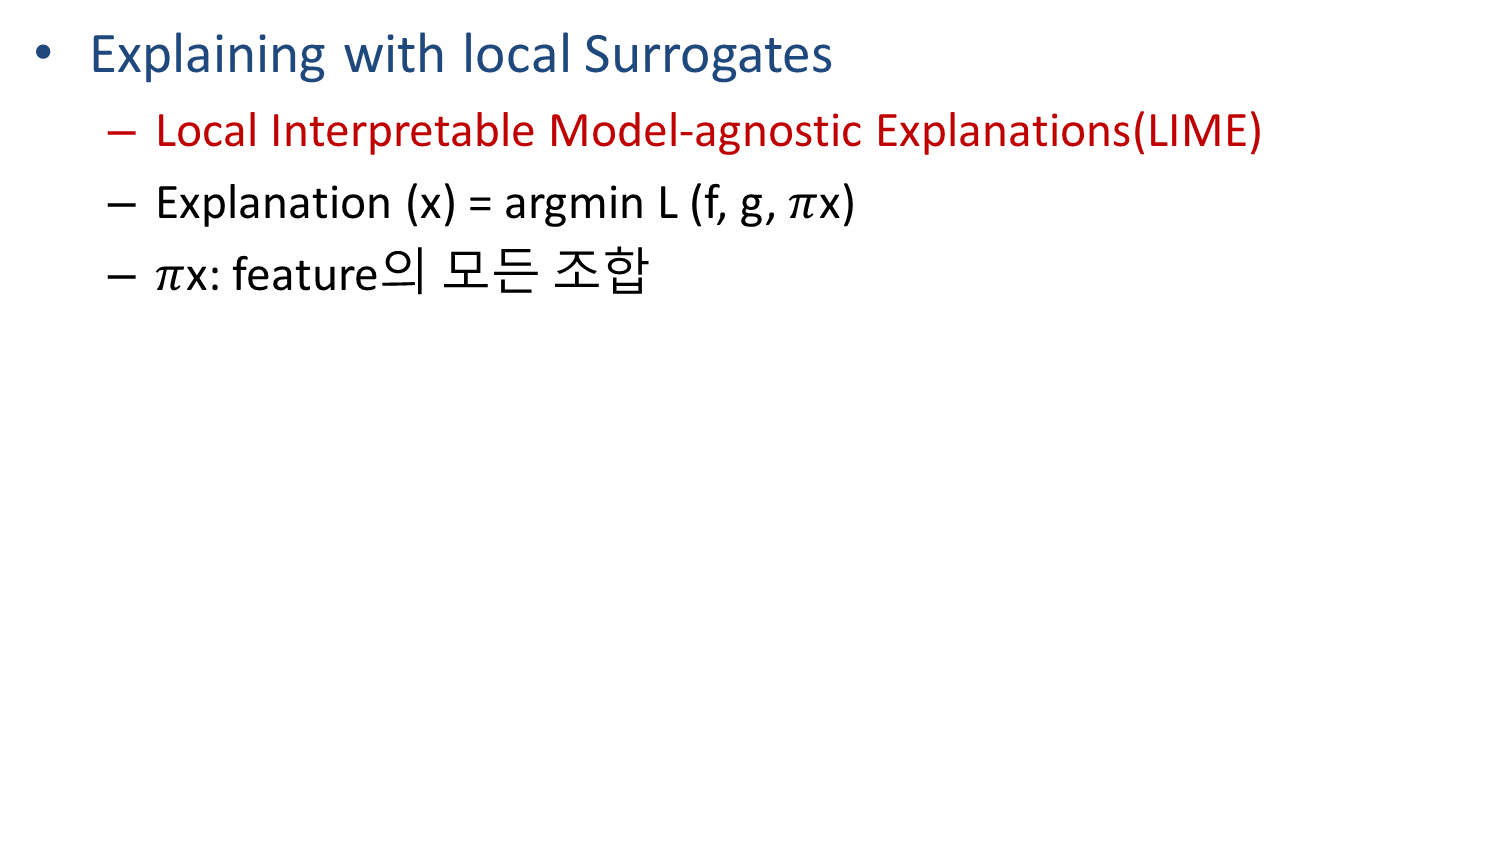 • Explaining with local Surrogates
– Local Interpretable Model-agnostic Explanations(LIME)
– Explanation (x) = argmin L (f, g, 𝜋x)
– 𝜋x: feature의 모든 조합